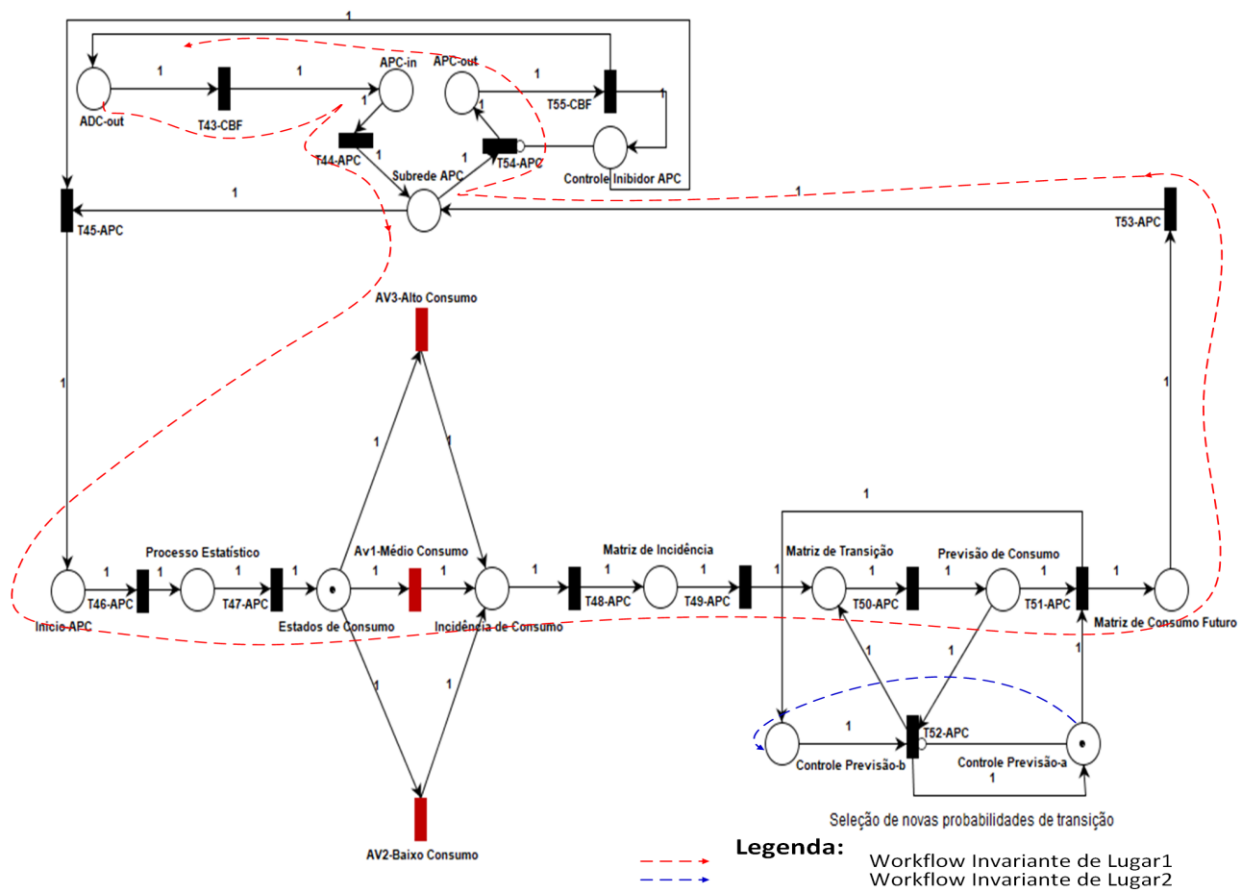 1
APC-in
APC-out
1
1
1
1
T55-CBF
1
ADC-out
T43-CBF
1
1
T44-APC
1
1
T54-APC
Subrede APC
Controle Inibidor APC
1
1
T45-APC
T53-APC
AV3-Alto Consumo
1
1
1
1
1
Processo Estatístico
Av1-Médio Consumo
Matriz de Incidência
Matriz de Transição
Previsão de Consumo
1
1
1
1
1
1
1
1
1
1
1
1
1
1
T46-APC
T47-APC
T48-APC
T49-APC
T50-APC
T51-APC
Início-APC
Estados de Consumo
Incidência de Consumo
Matriz de Consumo Futuro
1
1
1
1
1
1
T52-APC
Controle Previsão-b
Controle Previsão-a
1
AV2-Baixo Consumo
Seleção de novas probabilidades de transição
Legenda:
Workflow Invariante de Lugar1
Workflow Invariante de Lugar2